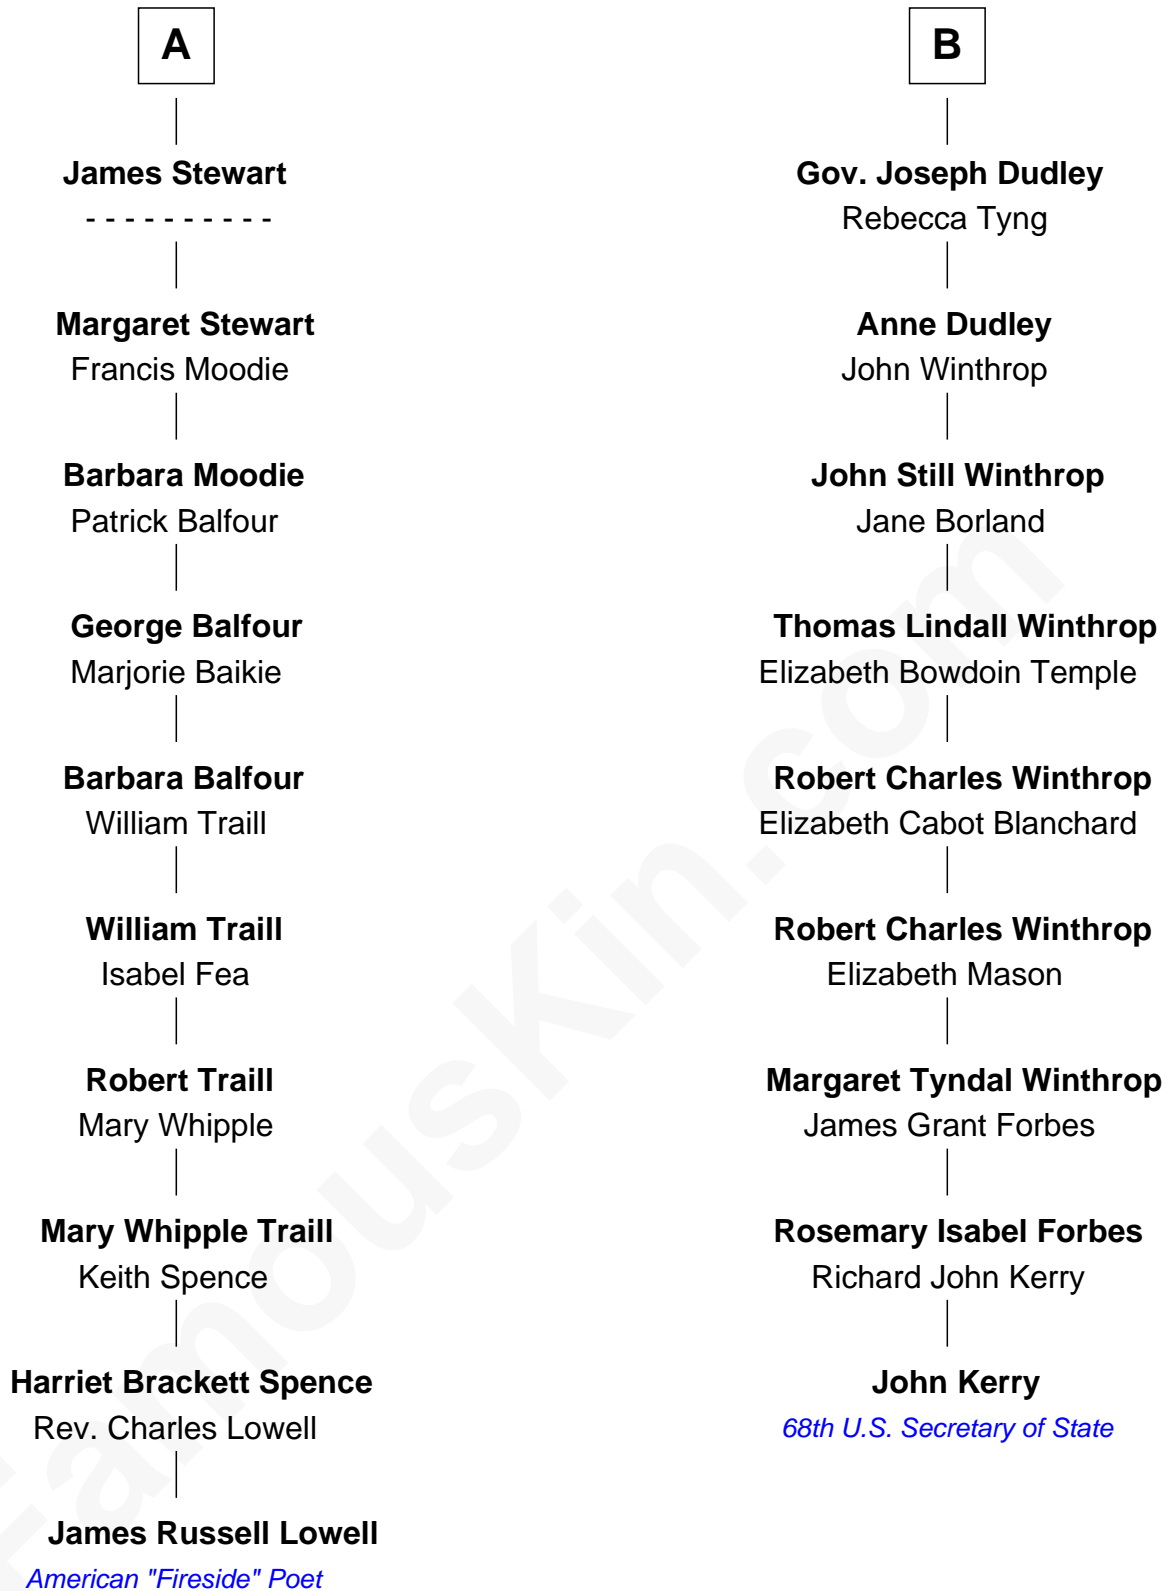 A
James Stewart
- - - - - - - - - -
Margaret Stewart
Francis Moodie
Barbara Moodie
Patrick Balfour
George Balfour
Marjorie Baikie
Barbara Balfour
William Traill
William Traill
Isabel Fea
Robert Traill
Mary Whipple
Mary Whipple Traill
Keith Spence
Harriet Brackett Spence
Rev. Charles Lowell
James Russell Lowell
American "Fireside" Poet
B
Gov. Joseph Dudley
Rebecca Tyng
Anne Dudley
John Winthrop
John Still Winthrop
Jane Borland
Thomas Lindall Winthrop
Elizabeth Bowdoin Temple
Robert Charles Winthrop
Elizabeth Cabot Blanchard
Robert Charles Winthrop
Elizabeth Mason
Margaret Tyndal Winthrop
James Grant Forbes
Rosemary Isabel Forbes
Richard John Kerry
John Kerry
68th U.S. Secretary of State
FamousKin.com